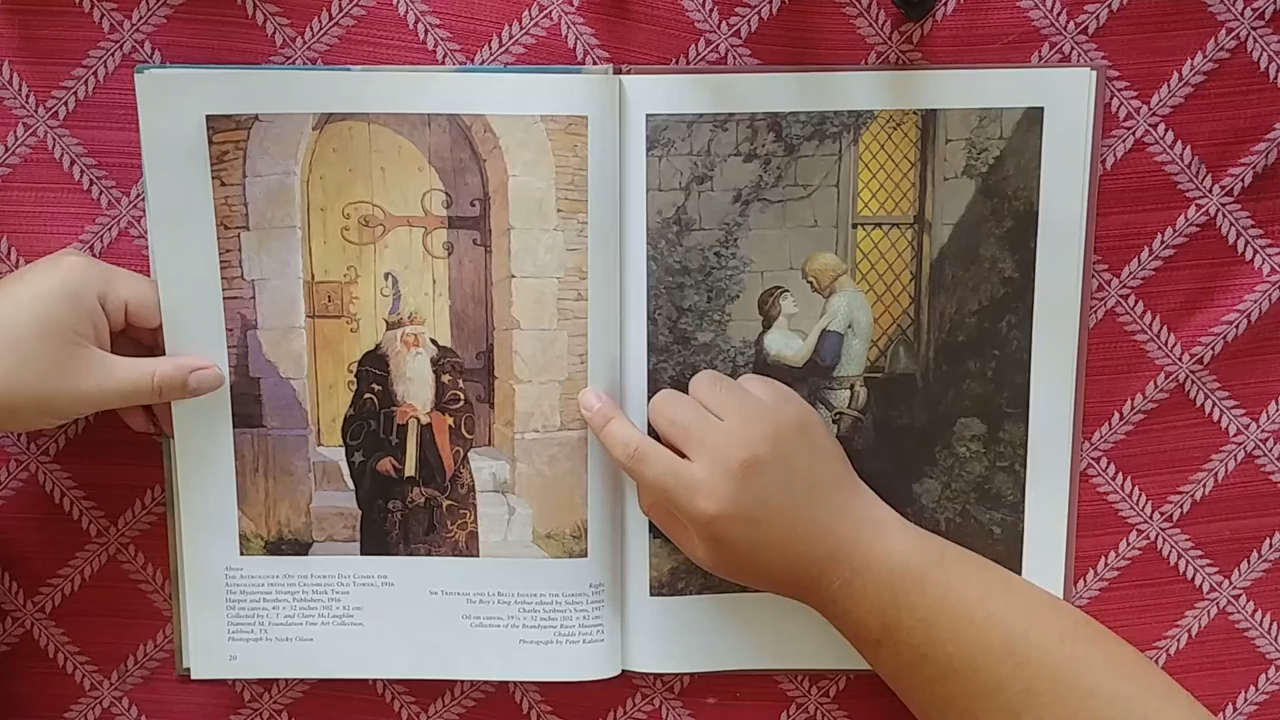 Above
THE ASTROLOGER (ON THE FOURTH DAY COMES THE
ASTROLOGER FROM HIS CRUMBLING OLD TOWER), 1916
The Mysterious Stranger by Mark Twain
Harper and Brothers, Publishers, 1916
Oil on canvas, 40 × 32 inches (102 × 82 cm)
Collected by C. T. and Claire McLaughlin
Diamond M. Foundation Fine Art Collection,
Lubbock, TX
Photograph by Nicky Olson
Right
SIR TRISTRAM AND LA BELLE ISOLDE IN THE GARDEN, 1917
The Boy's King Arthur edited by Sidney Lanier
Charles Scribner's Sons, 1917
Oil on canvas, 39¼ × 32 inches (102 × 82 cm)
Collection of the Brandywine River Museum,
Chadds Ford, PA
Photograph by Peter Ralston
20